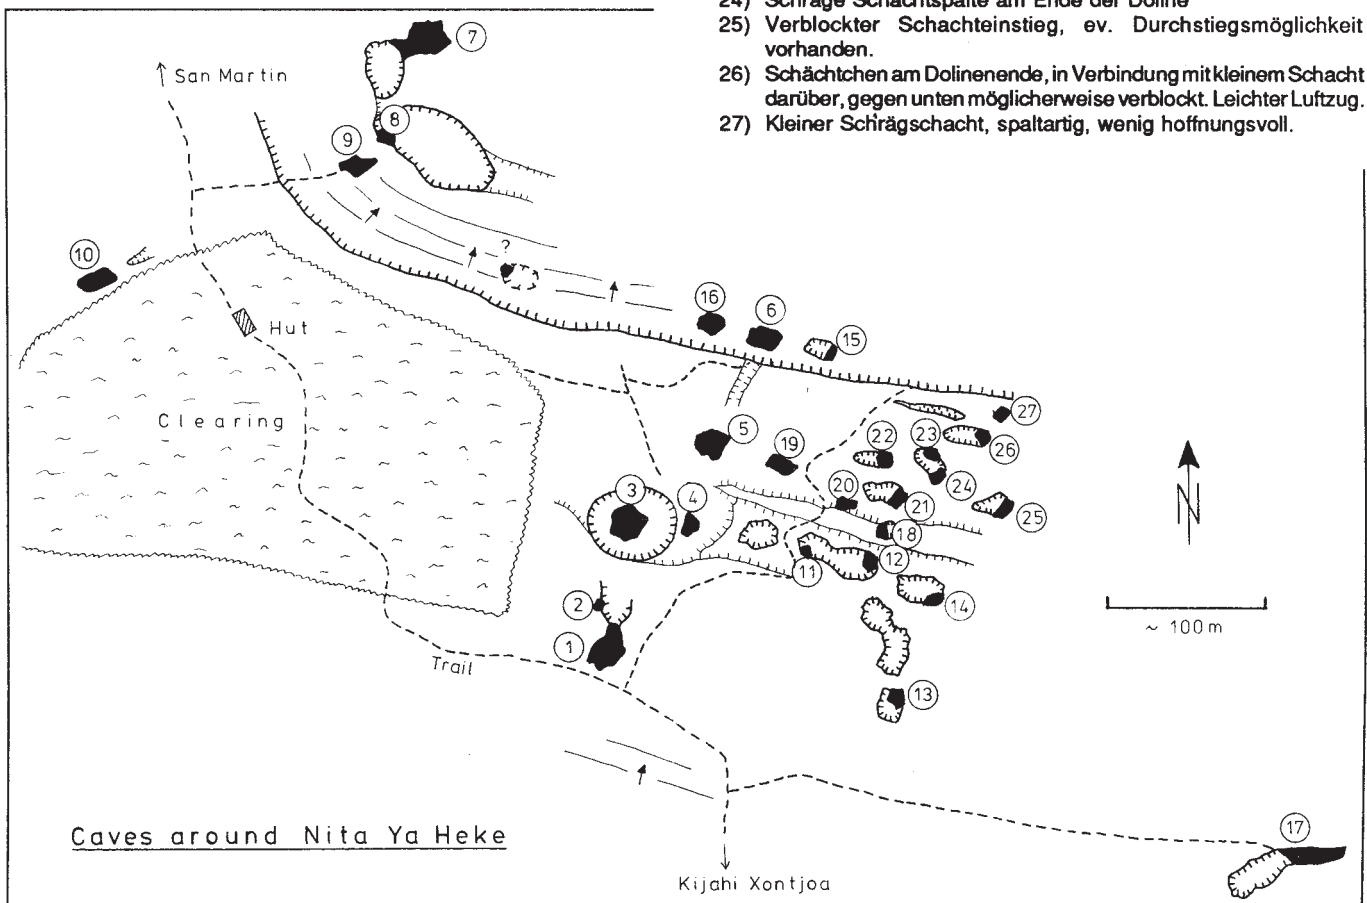 24) Schräge Schachtspalte am Ende der Doline
25) Verblockter Schachteinstieg, ev. Durchstiegsmöglichkeit
vorhanden.
26) Schächtchen am Dolinenende, in Verbindung mit kleinem Schacht
darüber, gegen unten möglicherweise verblockt. Leichter Luftzug.
27) Kleiner Schrägschacht, spaltartig, wenig hoffnungsvoll.
7
San Martin
8
9
10
?
16
6
15
Hut
Clearing
27
5
22
23
26
19
3
4
20
21
24
25
18
N
11
12
2
14
~ 100m
1
Trail
13
Caves around Nita Ya Heke
17
Kijahi Xontjoa